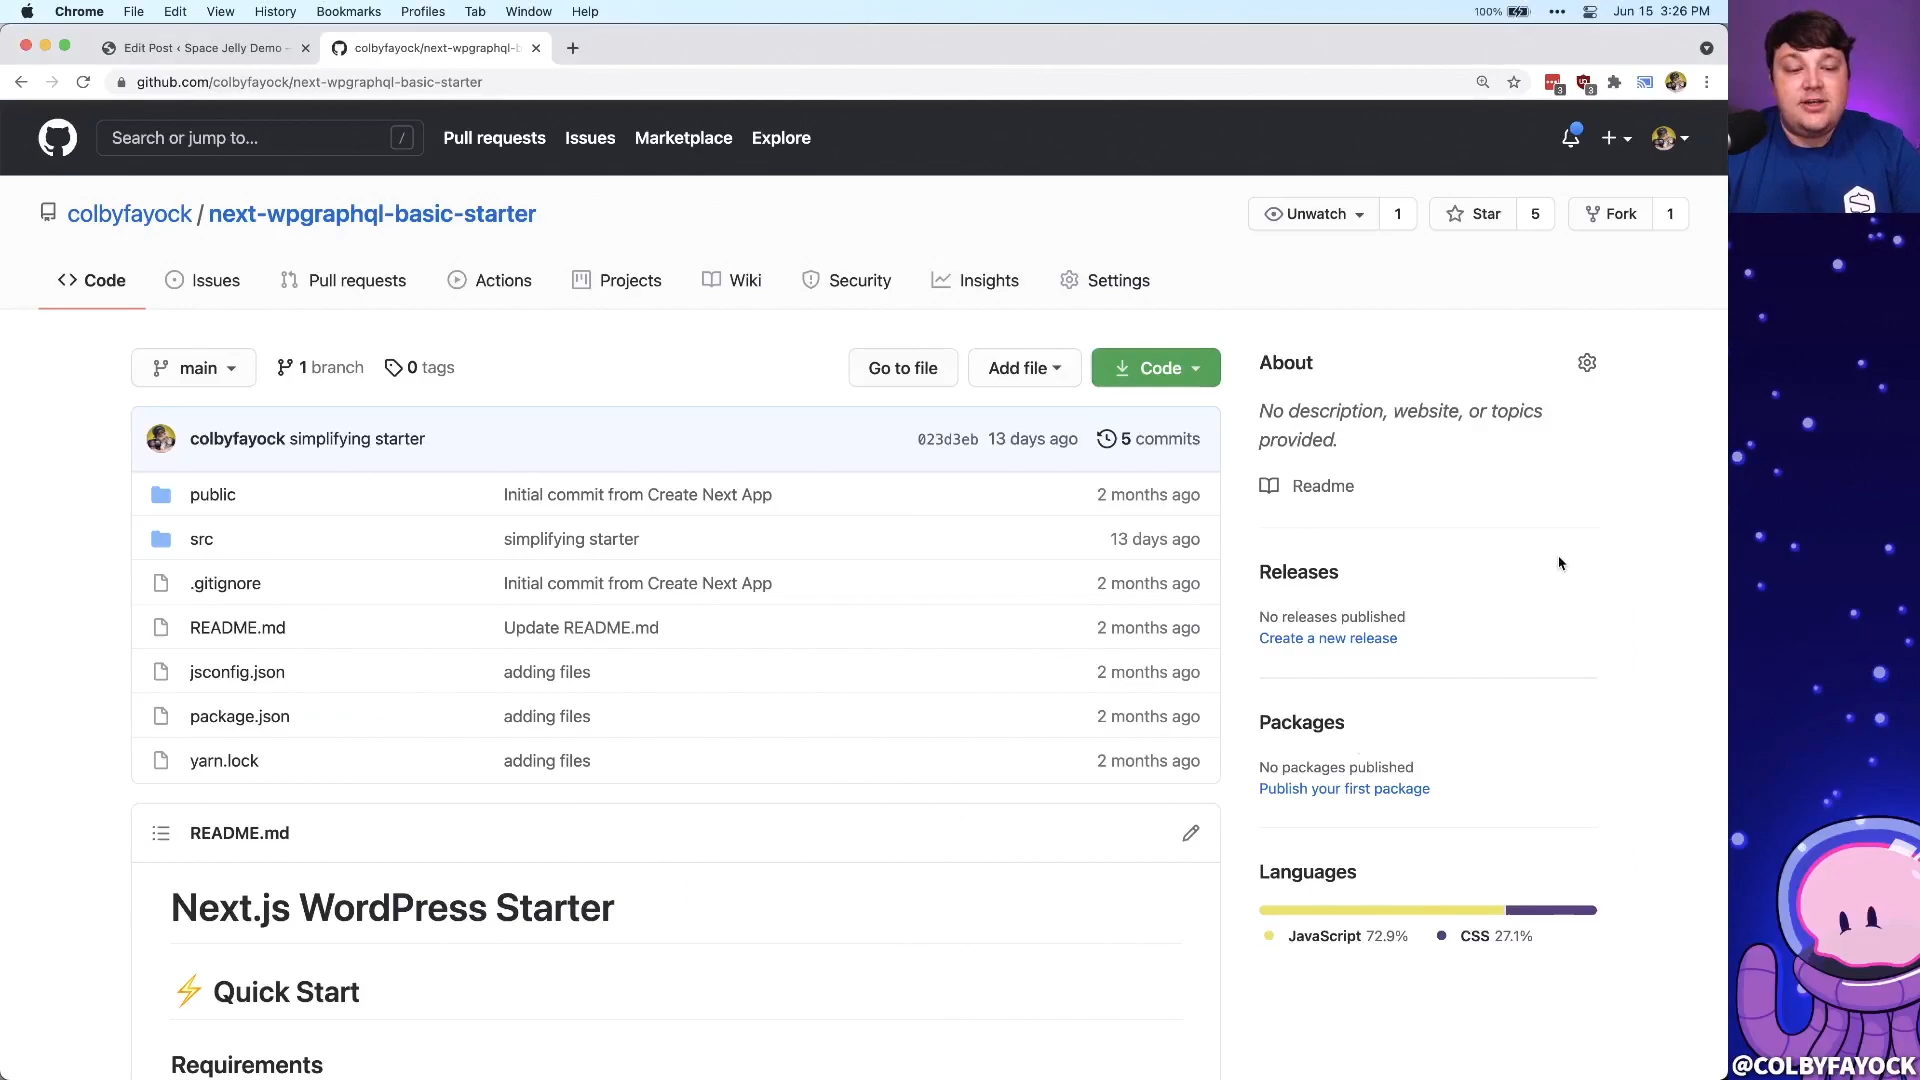 Chrome File Edit View History Bookmarks Profiles Tab Window Help 100% Jun 15 3:26 PM
Edit Post ‹ Space Jelly Demo - colbyfayock/next-wpgraphql-b
github.com/colbyfayock/next-wpgraphql-basic-starter 3 3
Search or jump to... / Pull requests Issues Marketplace Explore
colbyfayock / next-wpgraphql-basic-starter Unwatch 1 Star 5 Fork 1
Code Issues Pull requests Actions Projects Wiki Security Insights Settings
main 1 branch 0 tags Go to file Add file Code
colbyfayock simplifying starter 023d3eb 13 days ago 5 commits
public Initial commit from Create Next App 2 months ago
src simplifying starter 13 days ago
.gitignore Initial commit from Create Next App 2 months ago
README.md Update README.md 2 months ago
jsconfig.json adding files 2 months ago
package.json adding files 2 months ago
yarn.lock adding files 2 months ago
README.md
Next.js WordPress Starter
⚡ Quick Start
Requirements
About
No description, website, or topics
provided.
Readme
Releases
No releases published
Create a new release
Packages
No packages published
Publish your first package
Languages
JavaScript 72.9% CSS 27.1%
@COLBYFAYOCK